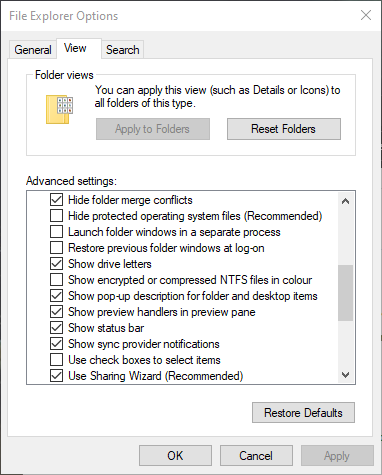 File Explorer Options
General View Search
Folder views
You can apply this view (such as Details or Icons) to
all folders of this type.
Apply to Folders Reset Folders
Advanced settings:
Hide folder merge conflicts
Hide protected operating system files (Recommended)
Launch folder windows in a separate process
Restore previous folder windows at log-on
Show drive letters
Show encrypted or compressed NTFS files in colour
Show pop-up description for folder and desktop items
Show preview handlers in preview pane
Show status bar
Show sync provider notifications
Use check boxes to select items
Use Sharing Wizard (Recommended)
Restore Defaults
OK Cancel Apply